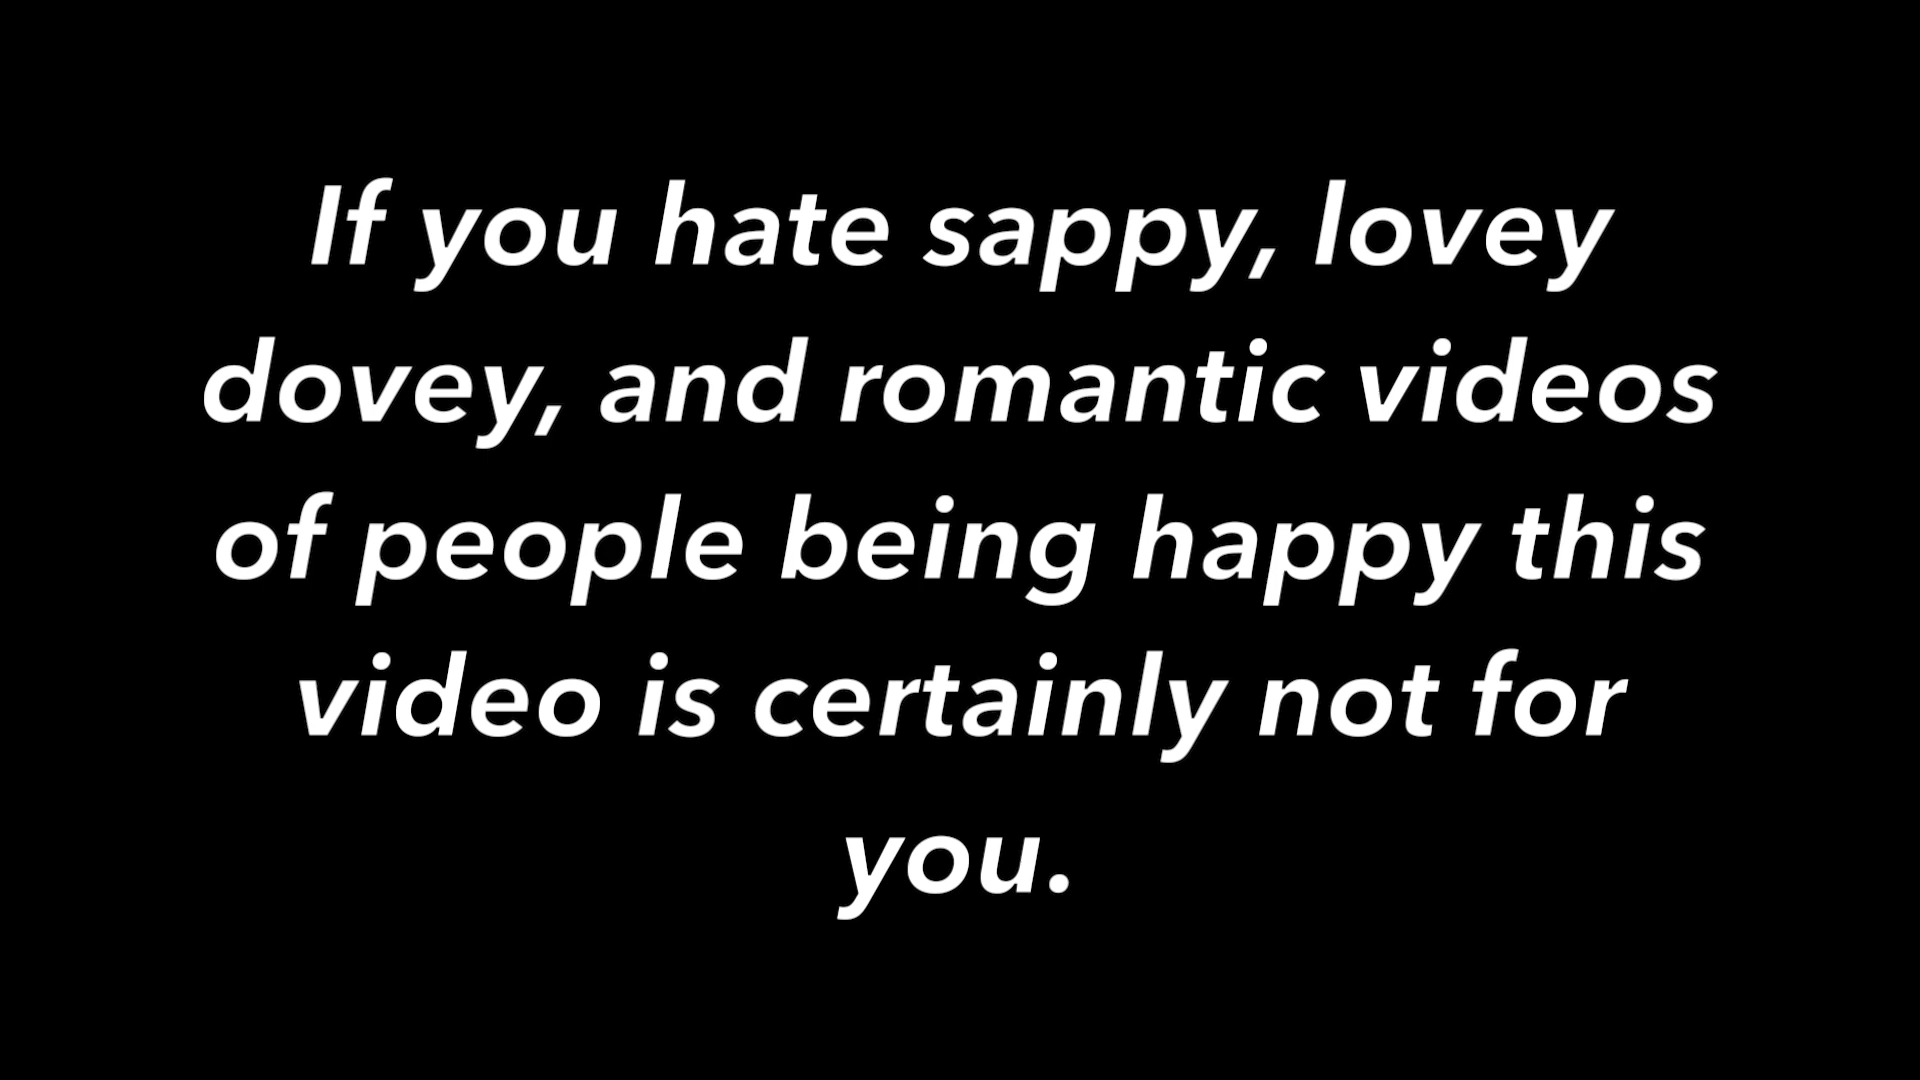 If you hate sappy, lovey
dovey, and romantic videos
of people being happy this
video is certainly not for
you.